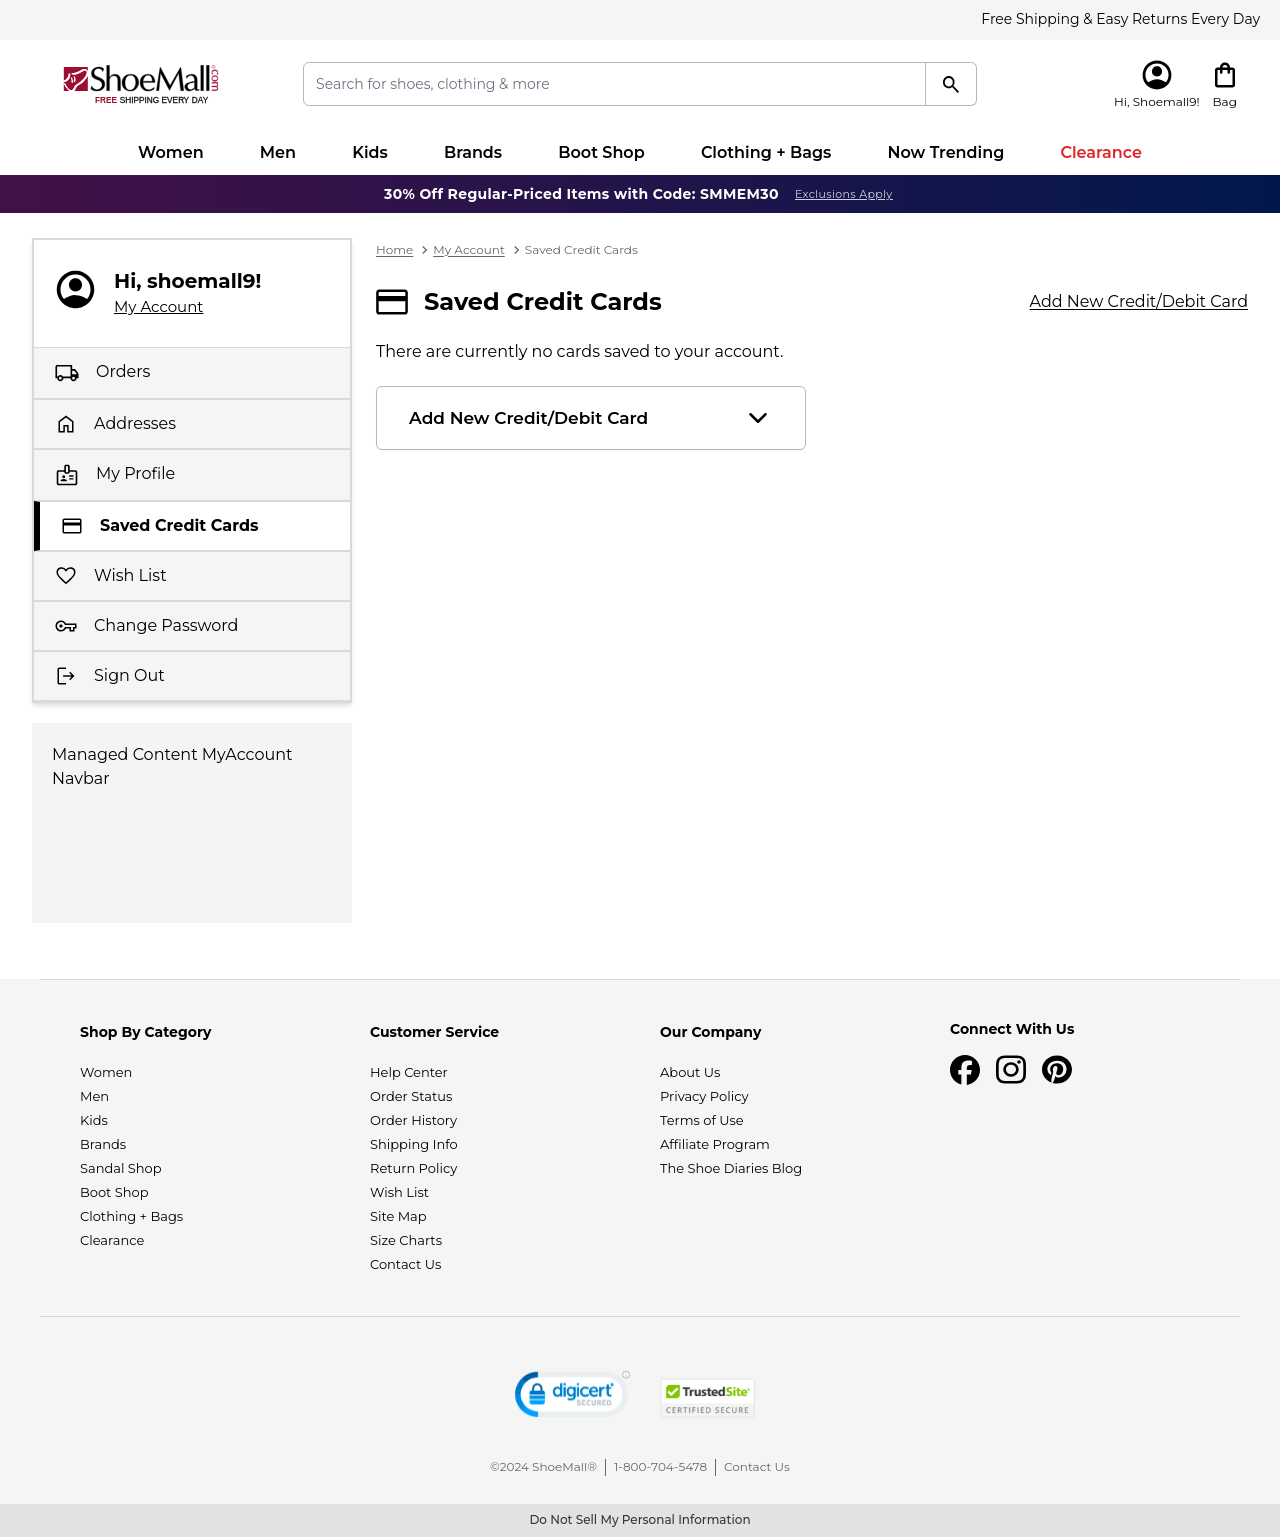 Free Shipping & Easy Returns Every Day
ShoeMall.com
FREE SHIPPING EVERY DAY
Search for shoes, clothing & more
Hi, Shoemall9!
Bag
Women Men Kids Brands Boot Shop Clothing + Bags Now Trending Clearance
30% Off Regular-Priced Items with Code: SMMEM30 Exclusions Apply
Hi, shoemall9!
My Account
Orders
Addresses
My Profile
Saved Credit Cards
Wish List
Change Password
Sign Out
Managed Content MyAccount
Navbar
Home > My Account > Saved Credit Cards
Saved Credit Cards
Add New Credit/Debit Card
There are currently no cards saved to your account.
Add New Credit/Debit Card
Shop By Category
Women
Men
Kids
Brands
Sandal Shop
Boot Shop
Clothing + Bags
Clearance
Customer Service
Help Center
Order Status
Order History
Shipping Info
Return Policy
Wish List
Site Map
Size Charts
Contact Us
Our Company
About Us
Privacy Policy
Terms of Use
Affiliate Program
The Shoe Diaries Blog
Connect With Us
digicert
SECURED
TrustedSite
CERTIFIED SECURE
©2024 ShoeMall® | 1-800-704-5478 | Contact Us
Do Not Sell My Personal Information